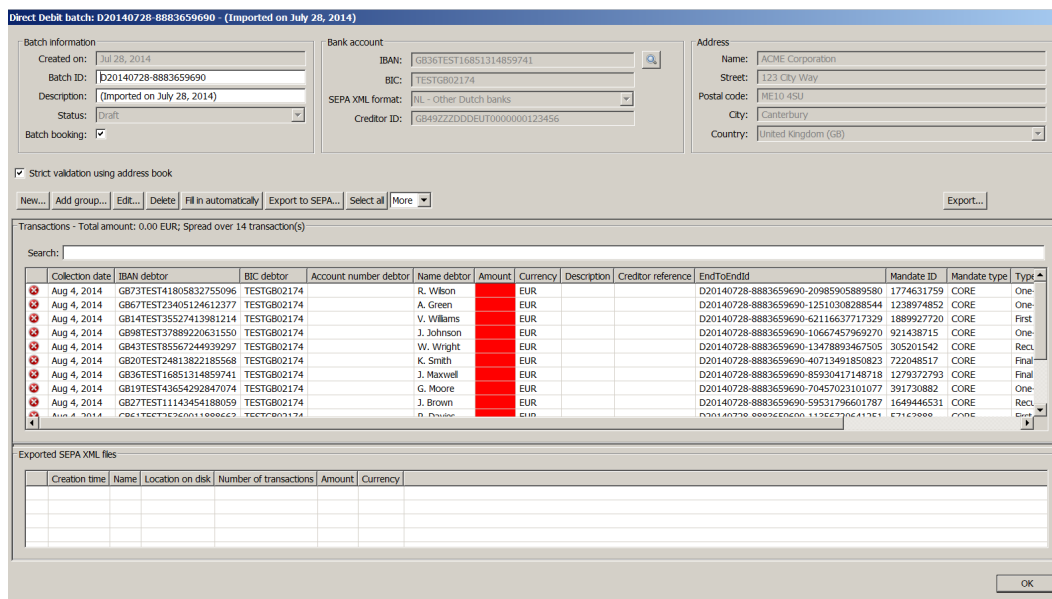 Direct Debit batch: D20140728-8883659690 - (Imported on July 28, 2014)
Batch information
Created on: Jul 28, 2014
Batch ID: D20140728-8883659690
Description: (Imported on July 28, 2014)
Status: Draft
Batch booking:
Bank account
IBAN: GB36TEST16851314859741
BIC: TESTGB02174
SEPA XML format: NL - Other Dutch banks
Creditor ID: GB49ZZZDDDEUT0000000123456
Address
Name: ACME Corporation
Street: 123 City Way
Postal code: ME10 4SU
City: Canterbury
Country: United Kingdom (GB)
Strict validation using address book
New... Add group... Edit... Delete Fill in automatically Export to SEPA... Select all More Export...
Transactions - Total amount: 0.00 EUR; Spread over 14 transaction(s)
Search:
Collection date IBAN debtor BIC debtor Account number debtor Name debtor Amount Currency Description Creditor reference EndToEndId Mandate ID Mandate type Type
Aug 4, 2014 GB73TEST41805832755096 TESTGB02174 R. Wilson EUR D20140728-8883659690-20985905889580 1774631759 CORE One-
Aug 4, 2014 GB67TEST23405124612377 TESTGB02174 A. Green EUR D20140728-8883659690-12510308288544 1238974852 CORE One-
Aug 4, 2014 GB14TEST35527413981214 TESTGB02174 V. Williams EUR D20140728-8883659690-62116637717329 1889927720 CORE First
Aug 4, 2014 GB98TEST37889220631550 TESTGB02174 J. Johnson EUR D20140728-8883659690-10667457969270 921438715 CORE One-
Aug 4, 2014 GB43TEST85567244939297 TESTGB02174 W. Wright EUR D20140728-8883659690-13478893467505 305201542 CORE Recu
Aug 4, 2014 GB20TEST24813822185568 TESTGB02174 K. Smith EUR D20140728-8883659690-40713491850823 722048517 CORE Final
Aug 4, 2014 GB36TEST16851314859741 TESTGB02174 J. Maxwell EUR D20140728-8883659690-85930417148718 1279372793 CORE Final
Aug 4, 2014 GB19TEST43654292847074 TESTGB02174 G. Moore EUR D20140728-8883659690-70457023101077 391730882 CORE One-
Aug 4, 2014 GB27TEST11143454188059 TESTGB02174 J. Brown EUR D20140728-8883659690-59531796601787 1649446531 CORE Recu
Aug 4, 2014 TESTGB02174 EUR CORE First
Exported SEPA XML files
Creation time Name Location on disk Number of transactions Amount Currency
OK